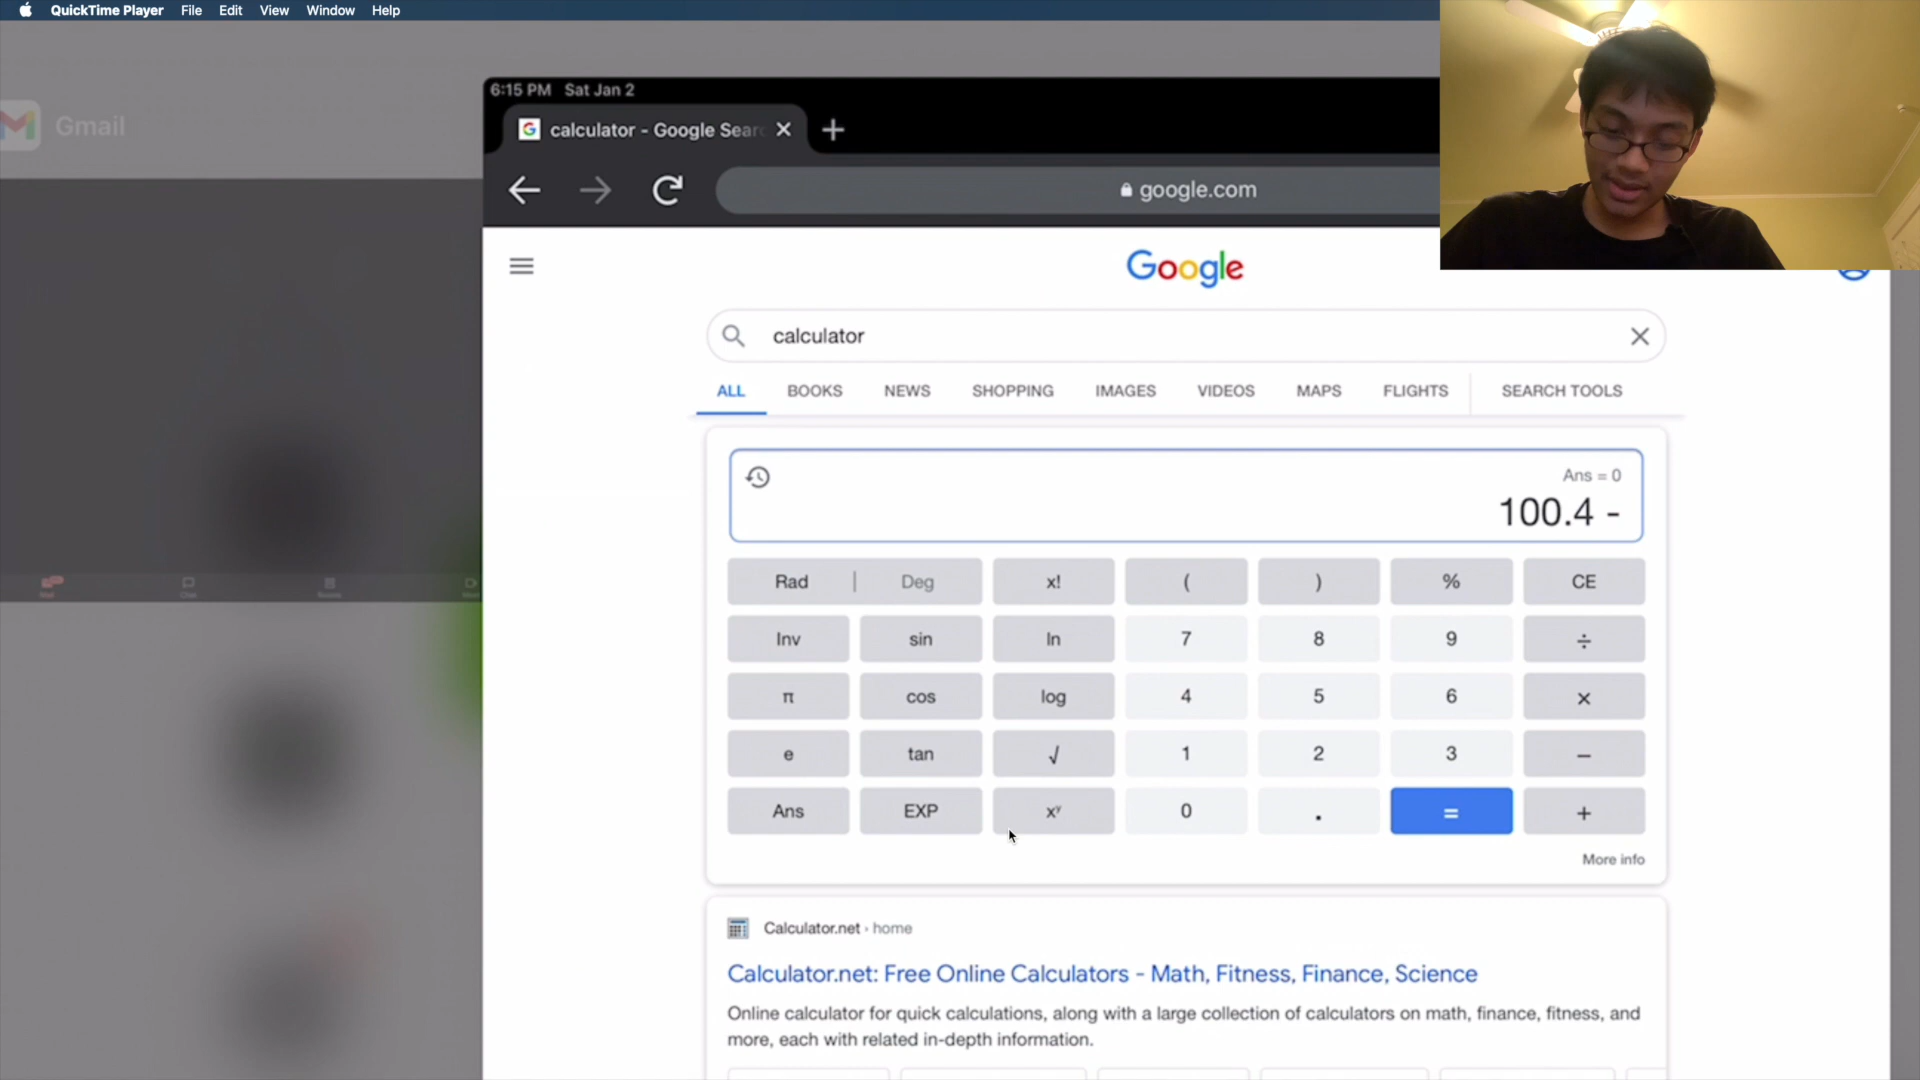 QuickTime Player File Edit View Window Help
Gmail
6:15 PM Sat Jan 2
calculator - Google Sear
google.com
Google
calculator
ALL BOOKS NEWS SHOPPING IMAGES VIDEOS MAPS FLIGHTS SEARCH TOOLS
Ans = 0
100.4 -
Rad | Deg x! ( ) % CE
Inv sin ln 7 8 9 ÷
π cos log 4 5 6 ×
e tan √ 1 2 3 −
Ans EXP xʸ 0 . = +
More info
Calculator.net › home
Calculator.net: Free Online Calculators - Math, Fitness, Finance, Science
Online calculator for quick calculations, along with a large collection of calculators on math, finance, fitness, and
more, each with related in-depth information.